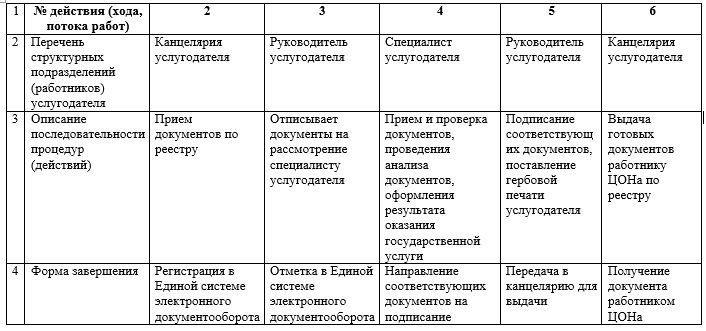 1 № действия (хода, потока работ) 2 3 4 5 6
2
Перечень
структурных
подразделений
(работников)
услугодателя
Канцелярия
услугодателя
Руководитель
услугодателя
Специалист
услугодателя
Руководитель
услугодателя
Канцелярия
услугодателя
3
Описание
последовательности
процедур
(действий)
Прием
документов по
реестру
Отписывает
документы на
рассмотрение
специалисту
услугодателя
Прием и проверка
документов,
проведения
анализа
документов,
оформления
результата
оказания
государственной
услуги
Подписание
соответствующ
их документов,
поставление
гербовой
печати
услугодателя
Выдача
готовых
документов
работнику
ЦОНа по
реестру
4
Форма завершения
Регистрация в
Единой системе
электронного
документооборота
Отметка в Единой
системе
электронного
документооборота
Направление
соответствующих
документов на
подписание
Передача в
канцелярию для
выдачи
Получение
документа
работником
ЦОНа